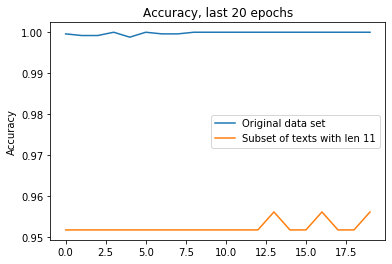 Accuracy, last 20 epochs
1.00
0.99
0.98
0.97
0.96
0.95
Accuracy
Original data set
Subset of texts with len 11
0.0 2.5 5.0 7.5 10.0 12.5 15.0 17.5